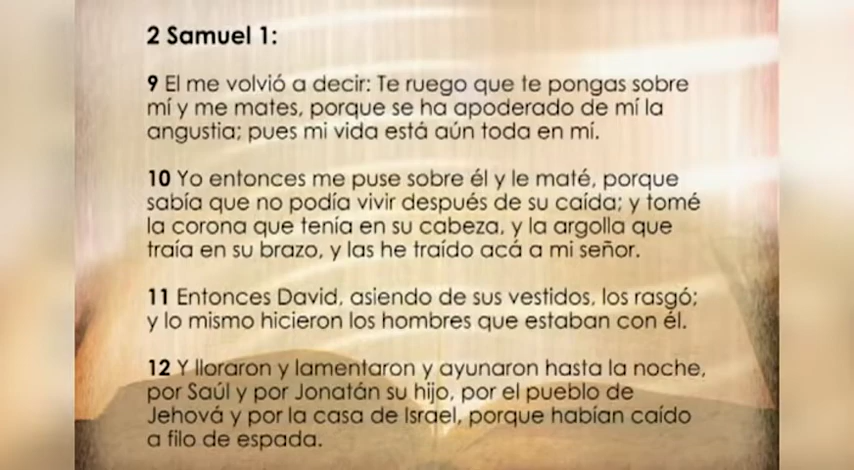 2 Samuel 1:
9 El me volvió a decir: Te ruego que te pongas sobre
mí y me mates, porque se ha apoderado de mí la
angustia; pues mi vida está aún toda en mí.
10 Yo entonces me puse sobre él y le maté, porque
sabía que no podía vivir después de su caída; y tomé
la corona que tenía en su cabeza, y la argolla que
traía en su brazo, y las he traído acá a mi señor.
11 Entonces David, asiendo de sus vestidos, los rasgó;
y lo mismo hicieron los hombres que estaban con él.
12 Y lloraron y lamentaron y ayunaron hasta la noche,
por Saúl y por Jonatán su hijo, por el pueblo de
Jehová y por la casa de Israel, porque habían caído
a filo de espada.